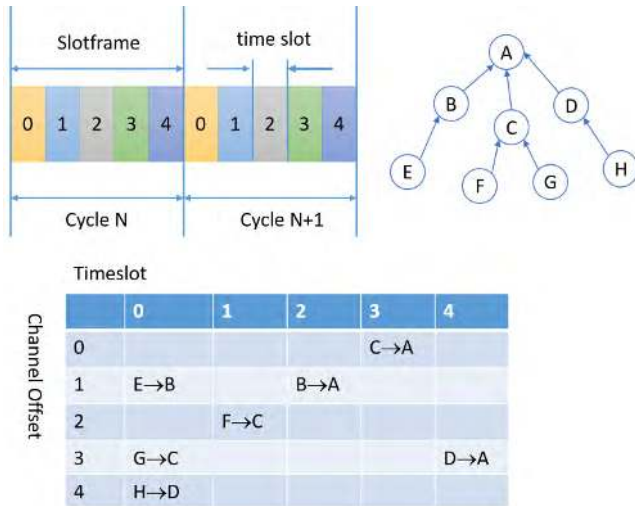 Slotframe
time slot
0 1 2 3 4 0 1 2 3 4
Cycle N
Cycle N+1
A
B
D
C
E
F
G
H
Timeslot
Channel Offset
0 1 2 3 4
0 C→A
1 E→B B→A
2 F→C
3 G→C D→A
4 H→D